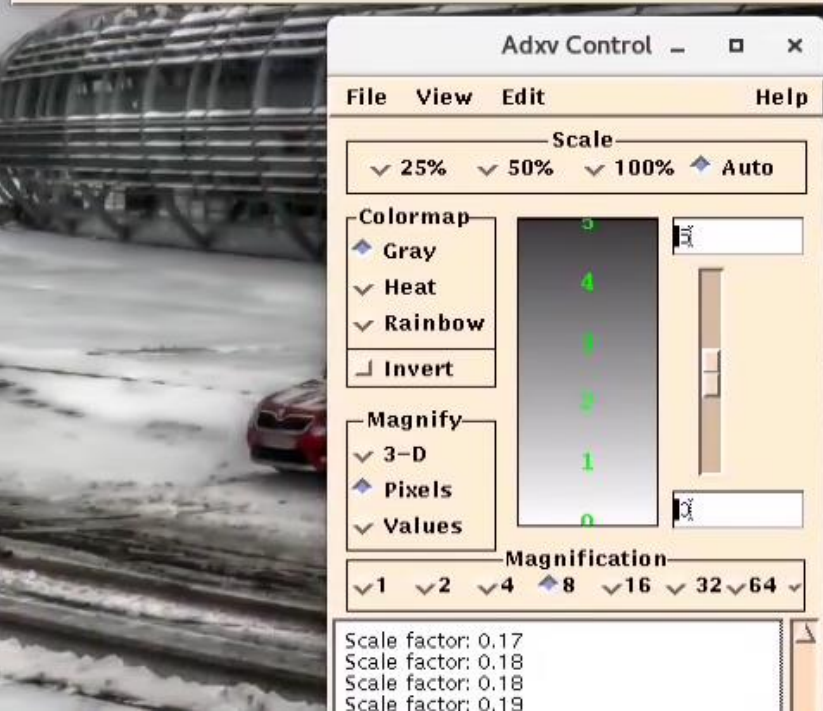 Adxv Control
File View Edit Help
Scale
25% 50% 100% Auto
Colormap
Gray
Heat
Rainbow
Invert
5
4
3
2
1
0
Magnify
3-D
Pixels
Values
Magnification
1 2 4 8 16 32 64
Scale factor: 0.17
Scale factor: 0.18
Scale factor: 0.18
Scale factor: 0.19